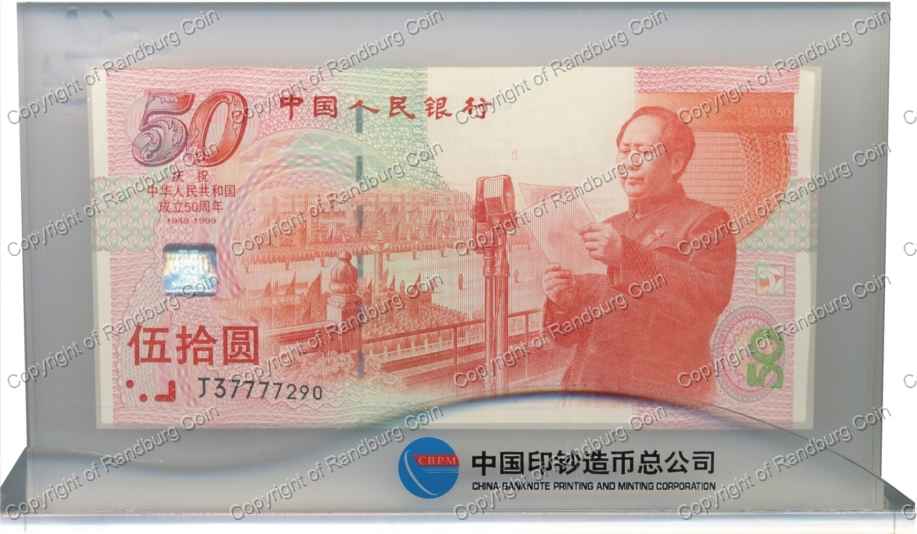 50 中国人民银行
庆祝
中华人民共和国
成立50周年
1949-1999
伍拾圆
J37777290
50
CBPM
中国印钞造币总公司
CHINA BANKNOTE PRINTING AND MINTING CORPORATION
Copyright of Randburg Coin